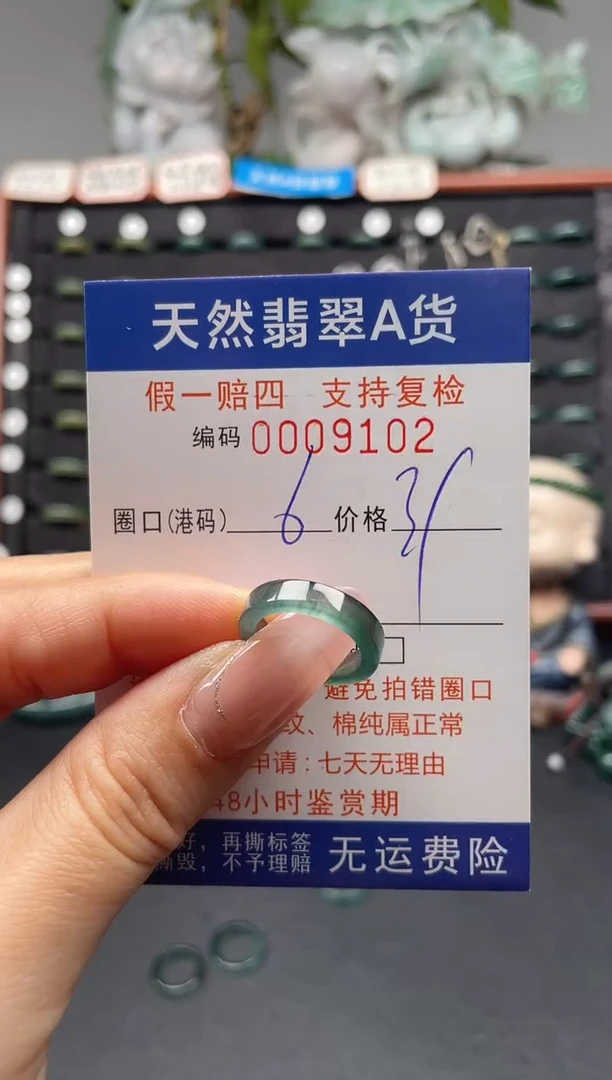 天然翡翠A货
假一赔四 支持复检
编码 0009102
圈口(港码) 6 价格
避免拍错圈口
纹、棉纯属正常
申请：七天无理由
48小时鉴赏期
好，再撕标签
撕毁，不予理赔
无运费险